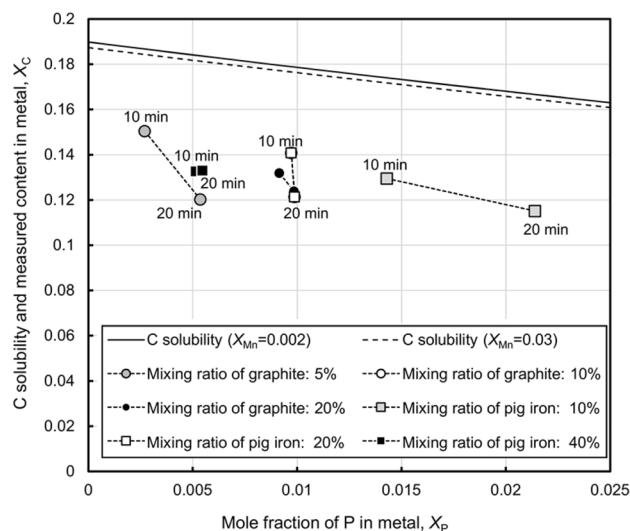 0.2
0.18
0.16
0.14
0.12
0.1
0.08
0.06
0.04
0.02
0
C solubility and measured content in metal, XC
10 min
10 min
20 min
20 min
10 min
20 min
10 min
20 min
C solubility (XMn=0.002)
C solubility (XMn=0.03)
Mixing ratio of graphite: 5%
Mixing ratio of graphite: 10%
Mixing ratio of graphite: 20%
Mixing ratio of pig iron: 10%
Mixing ratio of pig iron: 20%
Mixing ratio of pig iron: 40%
0 0.005 0.01 0.015 0.02 0.025
Mole fraction of P in metal, XP